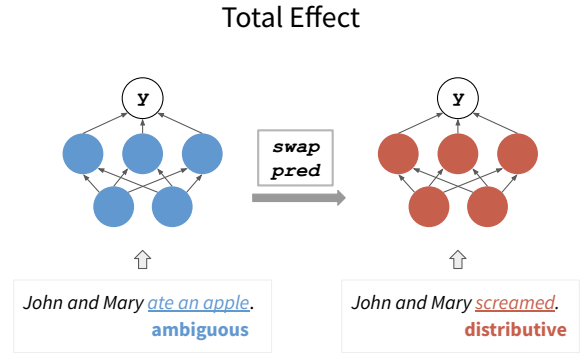 Total Effect
y
y
swap
pred
John and Mary ate an apple.
ambiguous
John and Mary screamed.
distributive